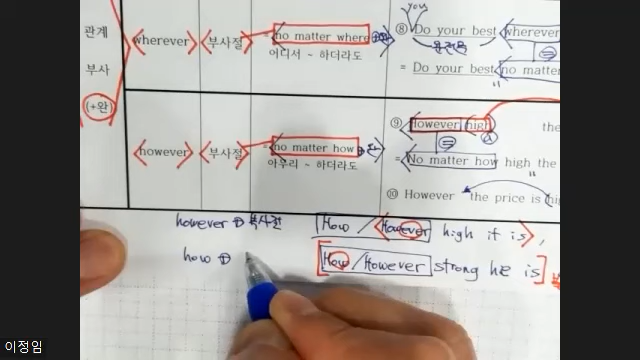 you
관계
부사
(+완)
wherever
부사절
no matter where
어디서 ~ 하더라도
⑧ Do your best wherever
= Do your best no matter
however
부사절
no matter how
아무리 ~ 하더라도
⑨ However high the
= No matter how high the
⑩ However the price is hi
however ⊕ 부사절
how ⊕
How / However high it is ,
How / However strong he is
이정임